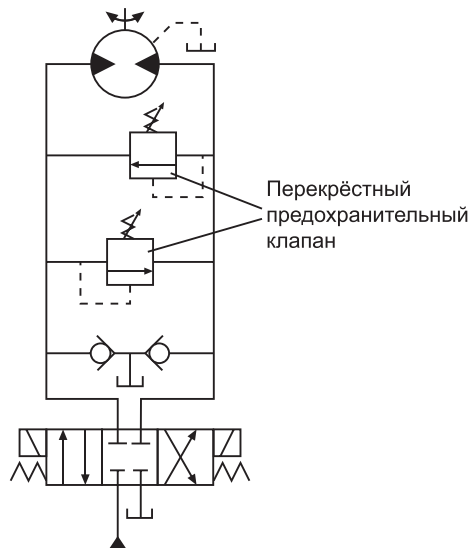 Перекрёстный
предохранительный
клапан